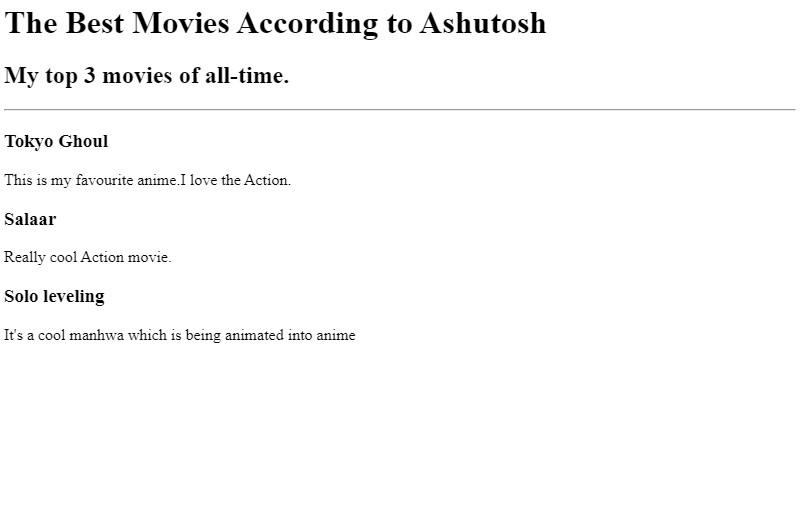 The Best Movies According to Ashutosh
My top 3 movies of all-time.
Tokyo Ghoul
This is my favourite anime.I love the Action.
Salaar
Really cool Action movie.
Solo leveling
It's a cool manhwa which is being animated into anime